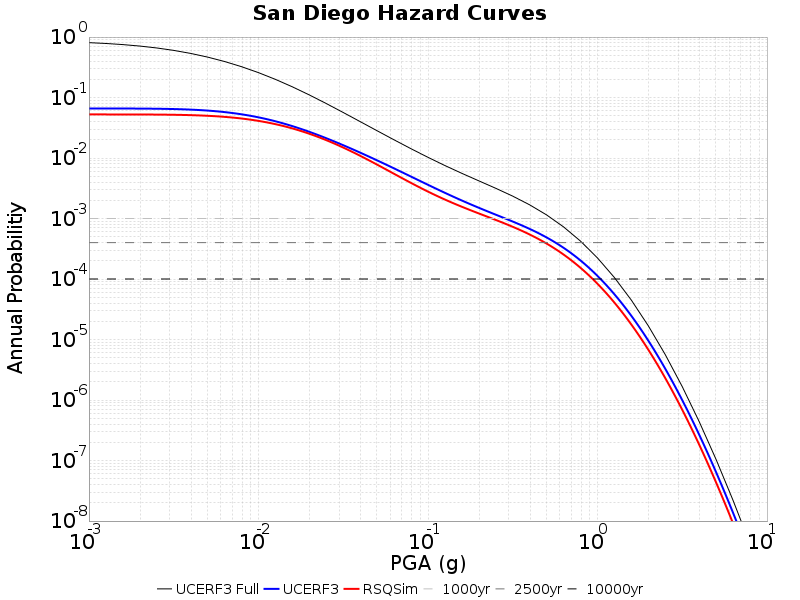 San Diego Hazard Curves
Annual Probabilitiy
10^0
10^-1
10^-2
10^-3
10^-4
10^-5
10^-6
10^-7
10^-8
10^-3 10^-2 10^-1 10^0 10^1
PGA (g)
UCERF3 Full UCERF3 RSQSim 1000yr 2500yr 10000yr